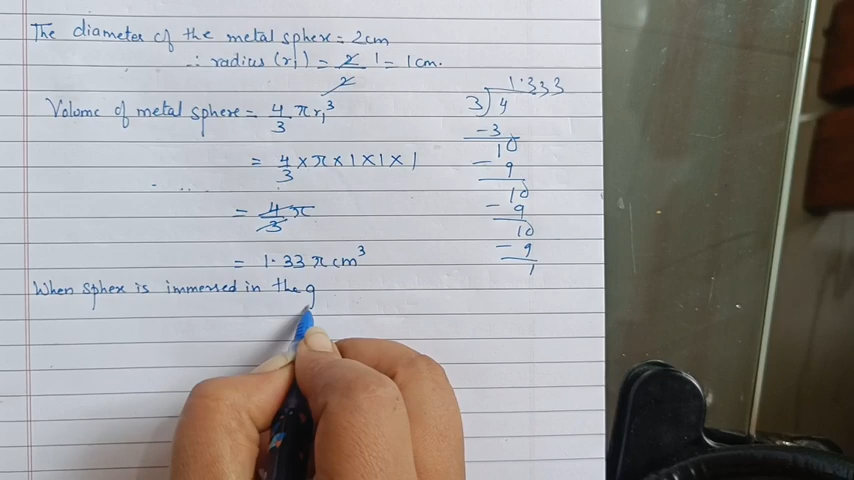 The diameter of the metal sphere = 2cm
∴ radius (r₁) = 2/2 1 = 1cm.
Volume of metal sphere = 4/3 πr₁³
= 4/3 × π × 1 × 1 × 1
= 4/3 π
= 1.33 π cm³
When spher is immersed in the g
1.333
3) 4
- 3
10
- 9
10
- 9
10
- 9
1